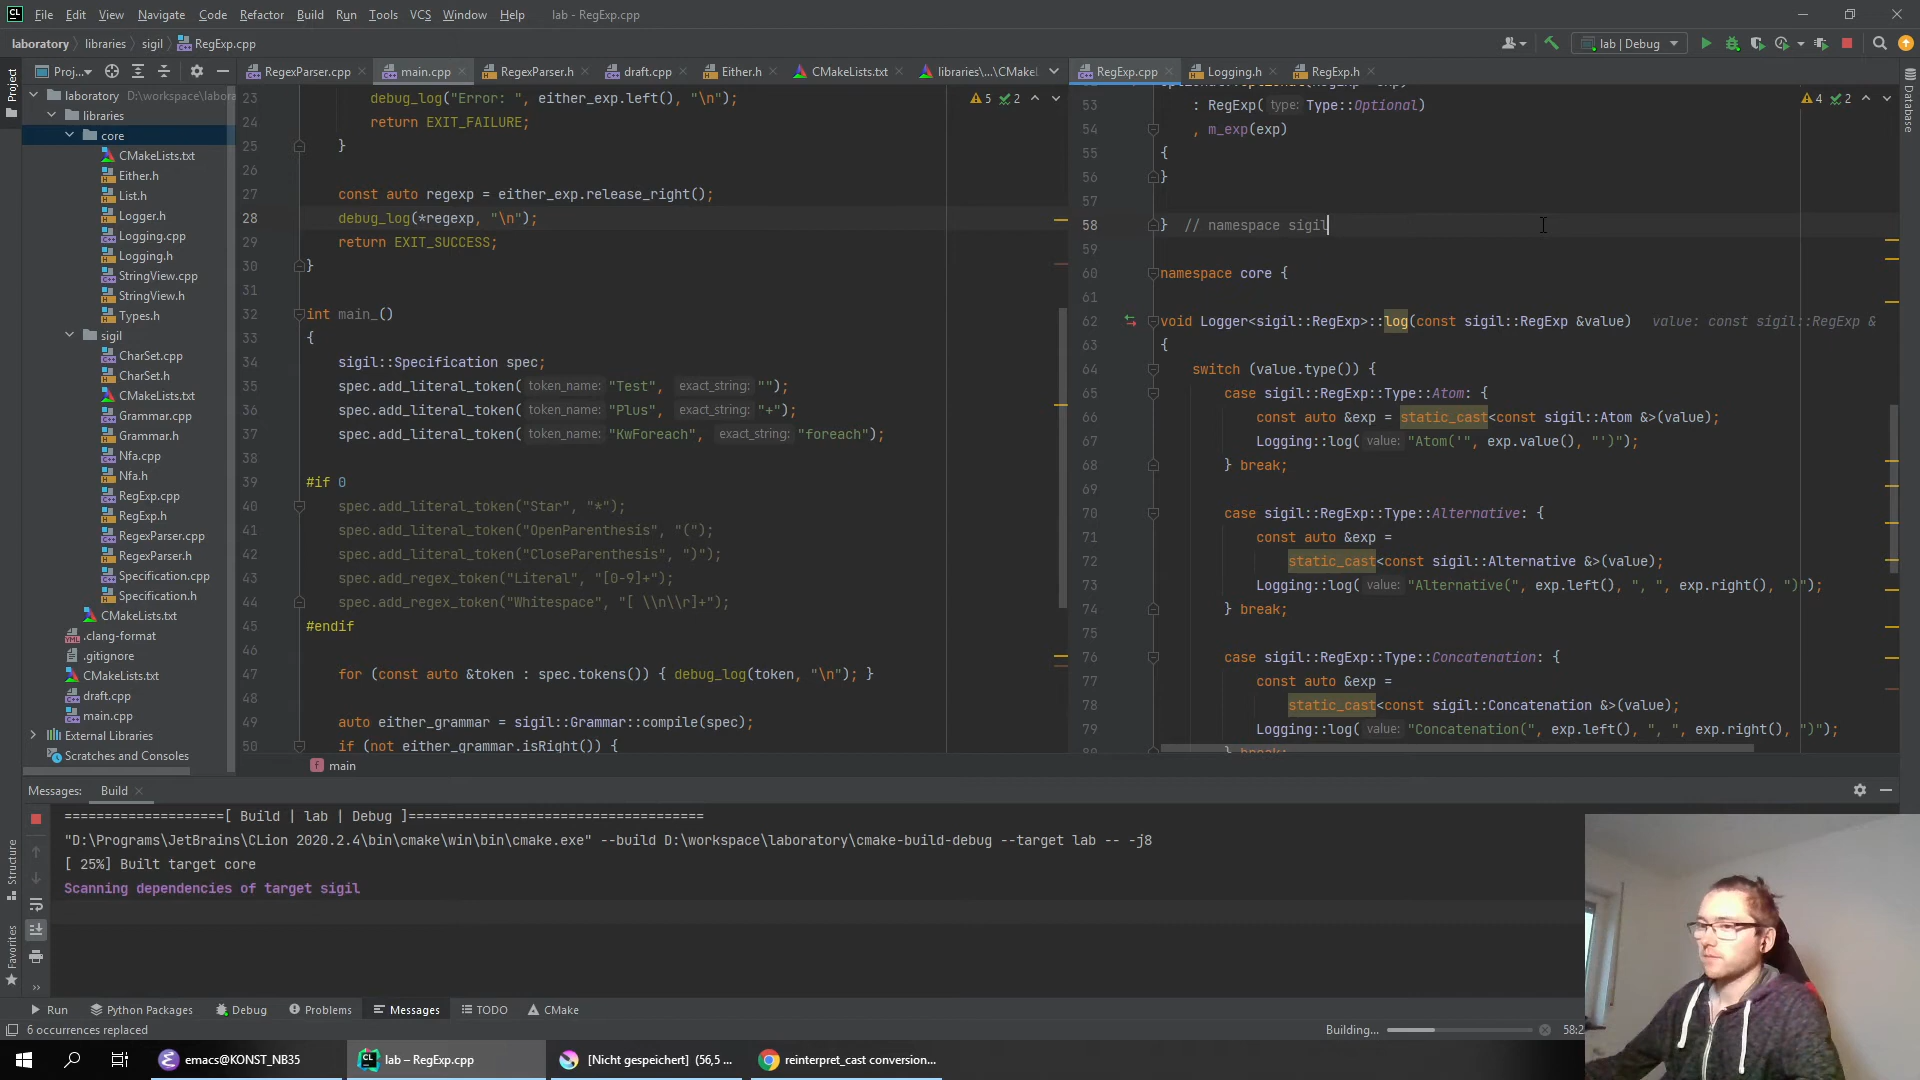 File Edit View Navigate Code Refactor Build Run Tools VCS Window Help lab - RegExp.cpp
laboratory libraries sigil RegExp.cpp lab | Debug
Proj... RegexParser.cpp main.cpp RegexParser.h draft.cpp Either.h CMakeLists.txt libraries\...\CMakeL RegExp.cpp Logging.h RegExp.h
Project
Structure
Favorites
Database
laboratory D:\workspace\labora
libraries
core
CMakeLists.txt
Either.h
List.h
Logger.h
Logging.cpp
Logging.h
StringView.cpp
StringView.h
Types.h
sigil
CharSet.cpp
CharSet.h
CMakeLists.txt
Grammar.cpp
Grammar.h
Nfa.cpp
Nfa.h
RegExp.cpp
RegExp.h
RegexParser.cpp
RegexParser.h
Specification.cpp
Specification.h
CMakeLists.txt
.clang-format
.gitignore
CMakeLists.txt
draft.cpp
main.cpp
External Libraries
Scratches and Consoles
5 2
23 debug_log("Error: ", either_exp.left(), "\n");
24 return EXIT_FAILURE;
25 }
26
27 const auto regexp = either_exp.release_right();
28 debug_log(*regexp, "\n");
29 return EXIT_SUCCESS;
30 }
31
32 int main_()
33 {
34 sigil::Specification spec;
35 spec.add_literal_token( token_name: "Test", exact_string: "");
36 spec.add_literal_token( token_name: "Plus", exact_string: "+");
37 spec.add_literal_token( token_name: "KwForeach", exact_string: "foreach");
38
39 #if 0
40 spec.add_literal_token("Star", "*");
41 spec.add_literal_token("OpenParenthesis", "(");
42 spec.add_literal_token("CloseParenthesis", ")");
43 spec.add_regex_token("Literal", "[0-9]+");
44 spec.add_regex_token("Whitespace", "[ \\n\\r]+");
45 #endif
46
47 for (const auto &token : spec.tokens()) { debug_log(token, "\n"); }
48
49 auto either_grammar = sigil::Grammar::compile(spec);
50 if (not either_grammar.isRight()) {
main
4 2
53 : RegExp( type: Type::Optional)
54 , m_exp(exp)
55 {
56 }
57
58 } // namespace sigil
59
60 namespace core {
61
62 void Logger<sigil::RegExp>::log(const sigil::RegExp &value) value: const sigil::RegExp &
63 {
64 switch (value.type()) {
65 case sigil::RegExp::Type::Atom: {
66 const auto &exp = static_cast<const sigil::Atom &>(value);
67 Logging::log( value: "Atom('", exp.value(), "')");
68 } break;
69
70 case sigil::RegExp::Type::Alternative: {
71 const auto &exp =
72 static_cast<const sigil::Alternative &>(value);
73 Logging::log( value: "Alternative(", exp.left(), ", ", exp.right(), ")");
74 } break;
75
76 case sigil::RegExp::Type::Concatenation: {
77 const auto &exp =
78 static_cast<const sigil::Concatenation &>(value);
79 Logging::log( value: "Concatenation(", exp.left(), ", ", exp.right(), ")");
80 } break;
Messages: Build
====================[ Build | lab | Debug ]=====================================
"D:\Programs\JetBrains\CLion 2020.2.4\bin\cmake\win\bin\cmake.exe" --build D:\workspace\laboratory\cmake-build-debug --target lab -- -j8
[ 25%] Built target core
Scanning dependencies of target sigil
Run Python Packages Debug Problems Messages TODO CMake
6 occurrences replaced Building... 58:2
emacs@KONST_NB35 lab – RegExp.cpp [Nicht gespeichert] (56,5 ... reinterpret_cast conversion...